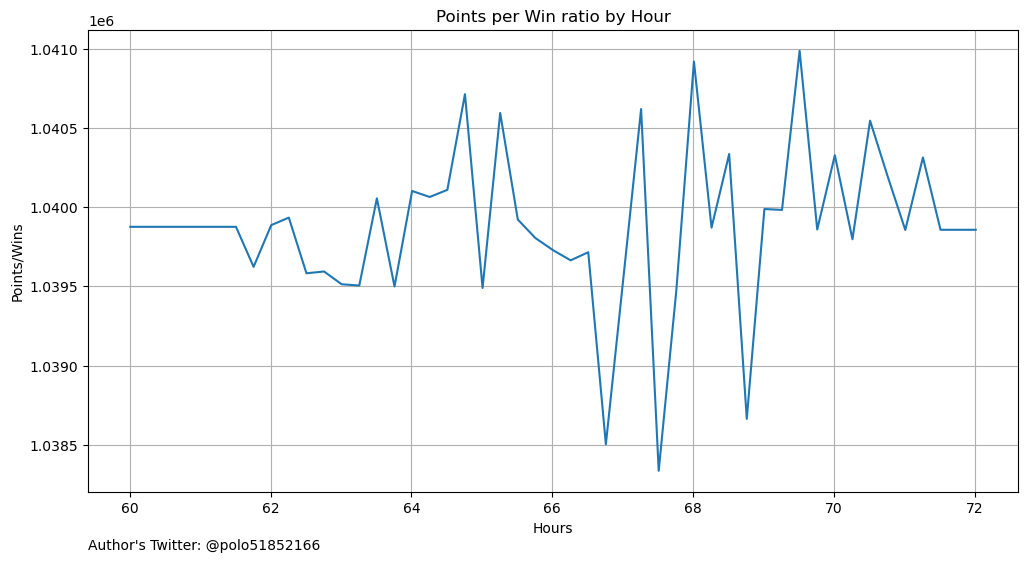 Points per Win ratio by Hour
1e6
1.0410
1.0405
1.0400
1.0395
1.0390
1.0385
Points/Wins
60 62 64 66 68 70 72
Hours
Author's Twitter: @polo51852166